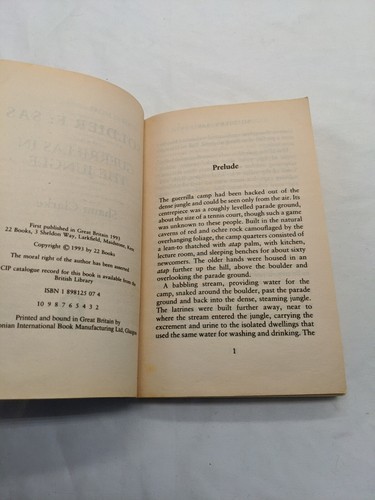 First published in Great Britain 1993
22 Books, 3 Sheldon Way, Larkfield, Maidstone, Kent
Copyright © 1993 by 22 Books
The moral right of the author has been asserted
CIP catalogue record for this book is available from the
British Library
ISBN 1 898125 07 4
10 9 8 7 6 5 4 3 2
Printed and bound in Great Britain by
onian International Book Manufacturing Ltd,
Prelude
The guerrilla camp had been hacked out of the
dense jungle and could be seen only from the air. Its
centrepiece was a roughly levelled parade ground,
about the size of a tennis court, though such a game
was unknown to these people. Built in the natural
caverns of red and ochre rock and camouflaged by
overhanging foliage, the camp quarters consisted of
a lean-to thatched with atap palm, with kitchen,
lecture room, and sleeping benches for about sixty
newcomers. The older hands were housed in an
atap further up the hill, above the boulder and
overlooking the parade ground.
A babbling stream, providing water for the
camp, snaked around the boulder, past the parade
ground and back into the dense, steaming jungle.
The latrines were built further away, near to
where the stream entered the jungle, carrying the
excrement and urine to the isolated dwellings that
used the same water for washing and drinking. The
1